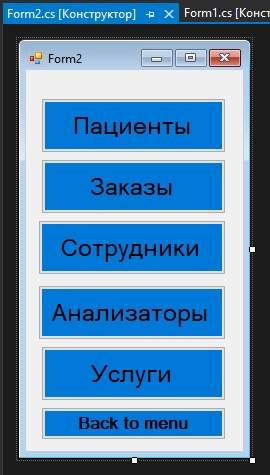 Form2.cs [Конструктор]
Form1.cs [Конст
Form2
Пациенты
Заказы
Сотрудники
Анализаторы
Услуги
Back to menu